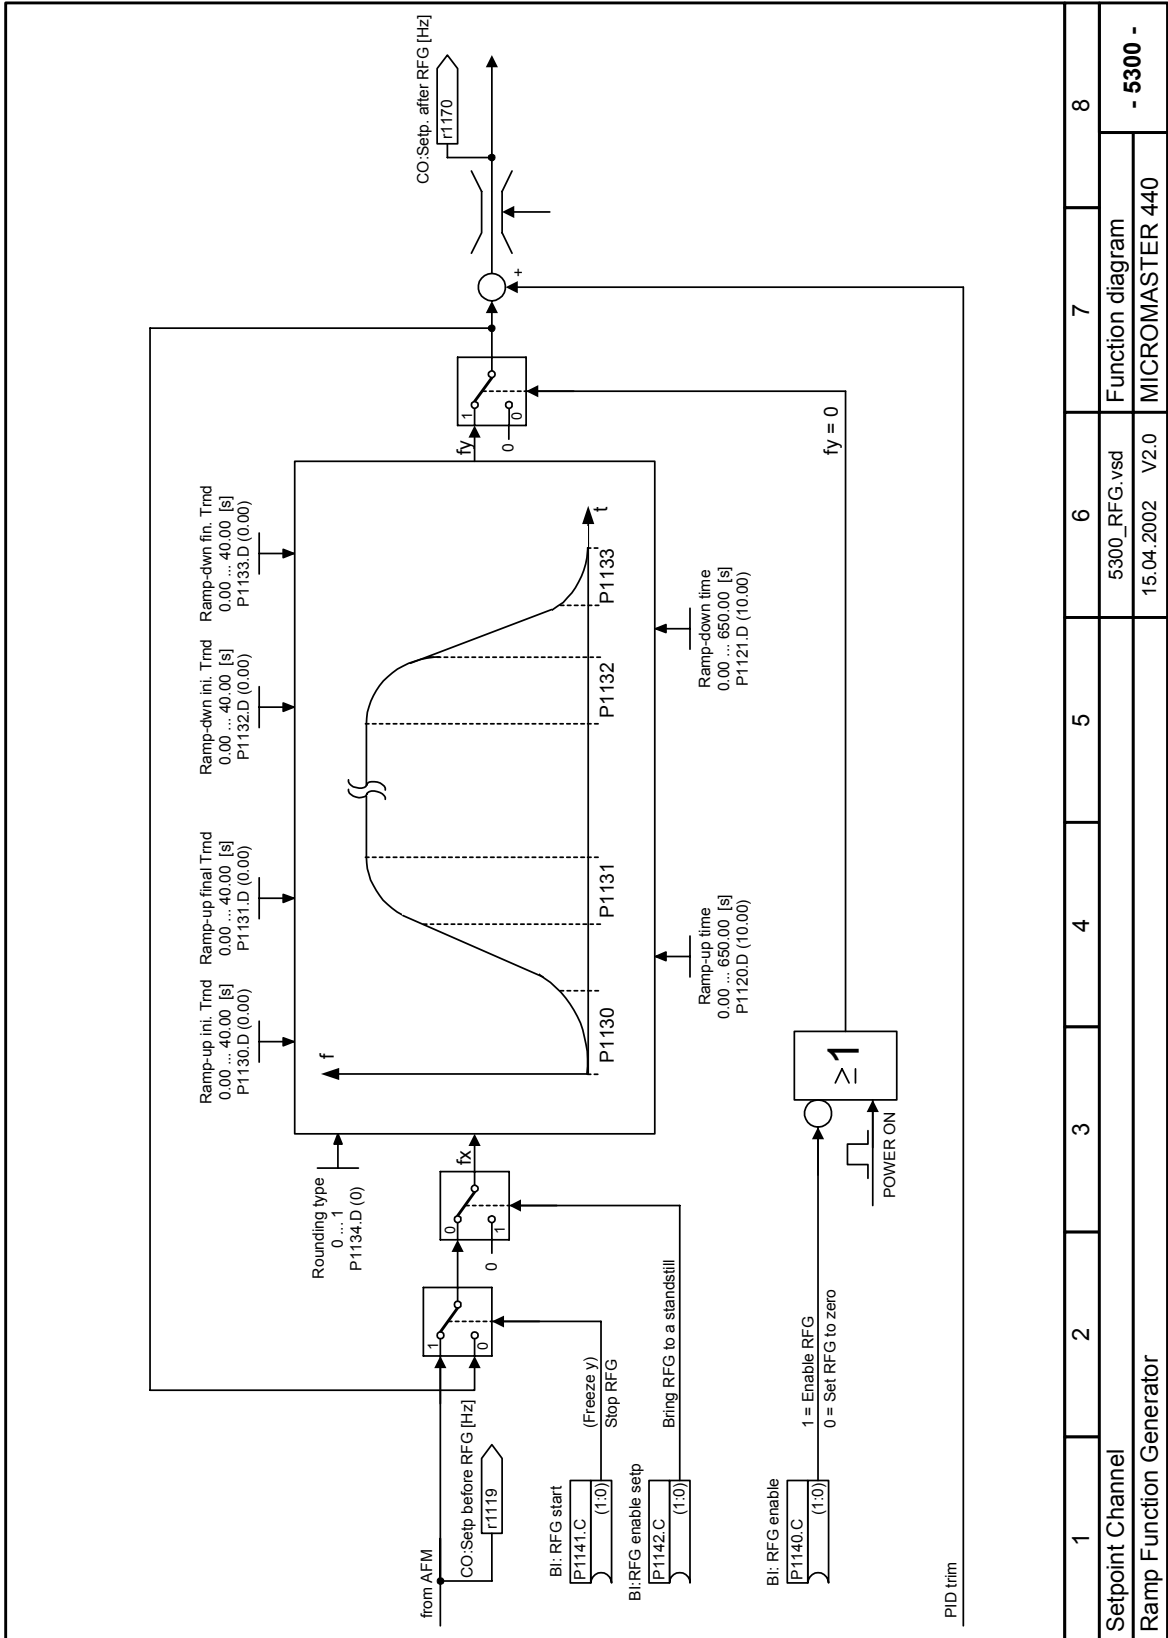 from AFM
CO:Setp before RFG [Hz]
r1119
BI: RFG start
P1141.C
(1:0)
BI:RFG enable setp
P1142.C
(1:0)
BI: RFG enable
P1140.C
(1:0)
PID trim
(Freeze y)
Stop RFG
Bring RFG to a standstill
1 = Enable RFG
0 = Set RFG to zero
1
0
0
1
0
fx
Rounding type
0 ... 1
P1134.D (0)
POWER ON
≥1
Ramp-up ini. Trnd
0.00 ... 40.00 [s]
P1130.D (0.00)
Ramp-up final Trnd
0.00 ... 40.00 [s]
P1131.D (0.00)
Ramp-dwn ini. Trnd
0.00 ... 40.00 [s]
P1132.D (0.00)
Ramp-dwn fin. Trnd
0.00 ... 40.00 [s]
P1133.D (0.00)
f
t
P1130
P1131
P1132
P1133
Ramp-up time
0.00 ... 650.00 [s]
P1120.D (10.00)
Ramp-down time
0.00 ... 650.00 [s]
P1121.D (10.00)
fy
1
0
0
fy = 0
+
CO:Setp. after RFG [Hz]
r1170
1 2 3 4 5 6 7 8
Setpoint Channel
5300_RFG.vsd
Function diagram
- 5300 -
Ramp Function Generator
15.04.2002 V2.0
MICROMASTER 440